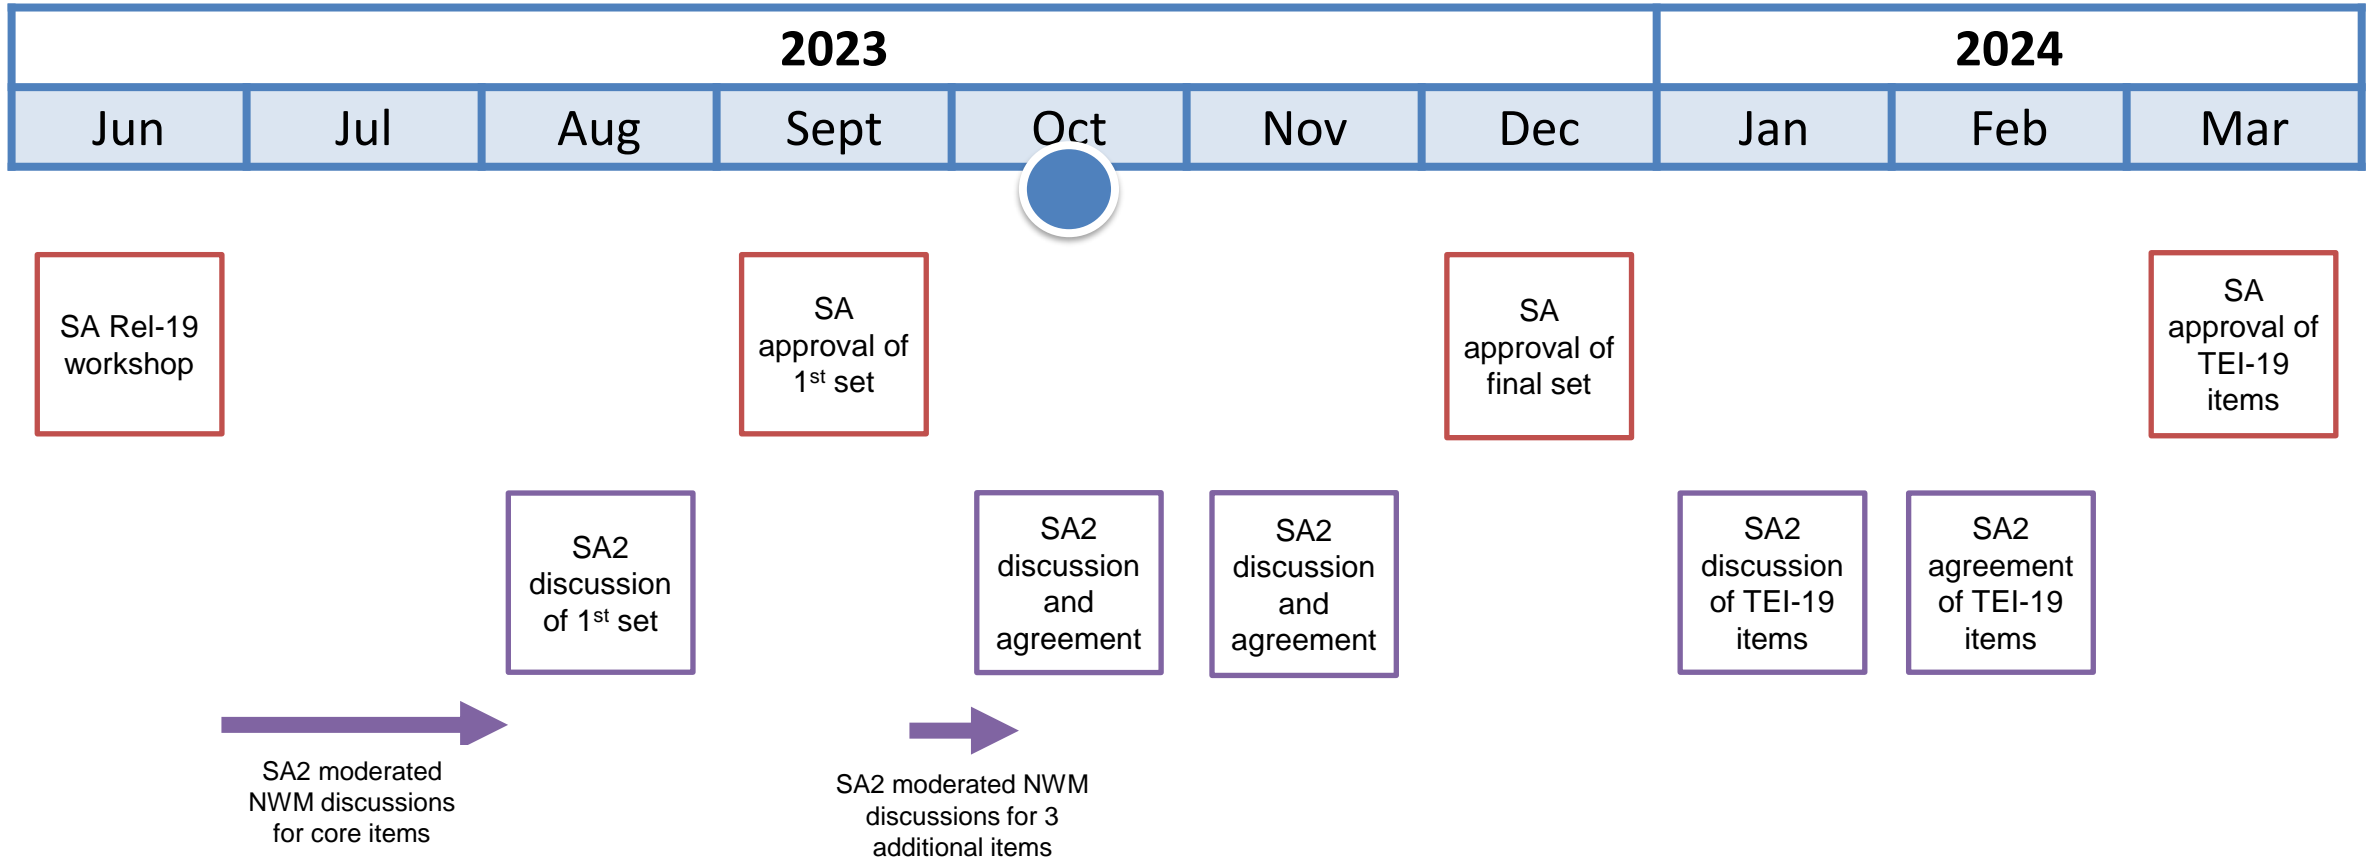 2023
2024
Jun
Jul
Aug
Sept
Oct
Nov
Dec
Jan
Feb
Mar
SA Rel-19
workshop
SA
approval of
1st set
SA
approval of
final set
SA
approval of
TEI-19
items
SA2
discussion
of 1st set
SA2
discussion
and
agreement
SA2
discussion
and
agreement
SA2
discussion
of TEI-19
items
SA2
agreement
of TEI-19
items
SA2 moderated
NWM discussions
for core items
SA2 moderated NWM
discussions for 3
additional items